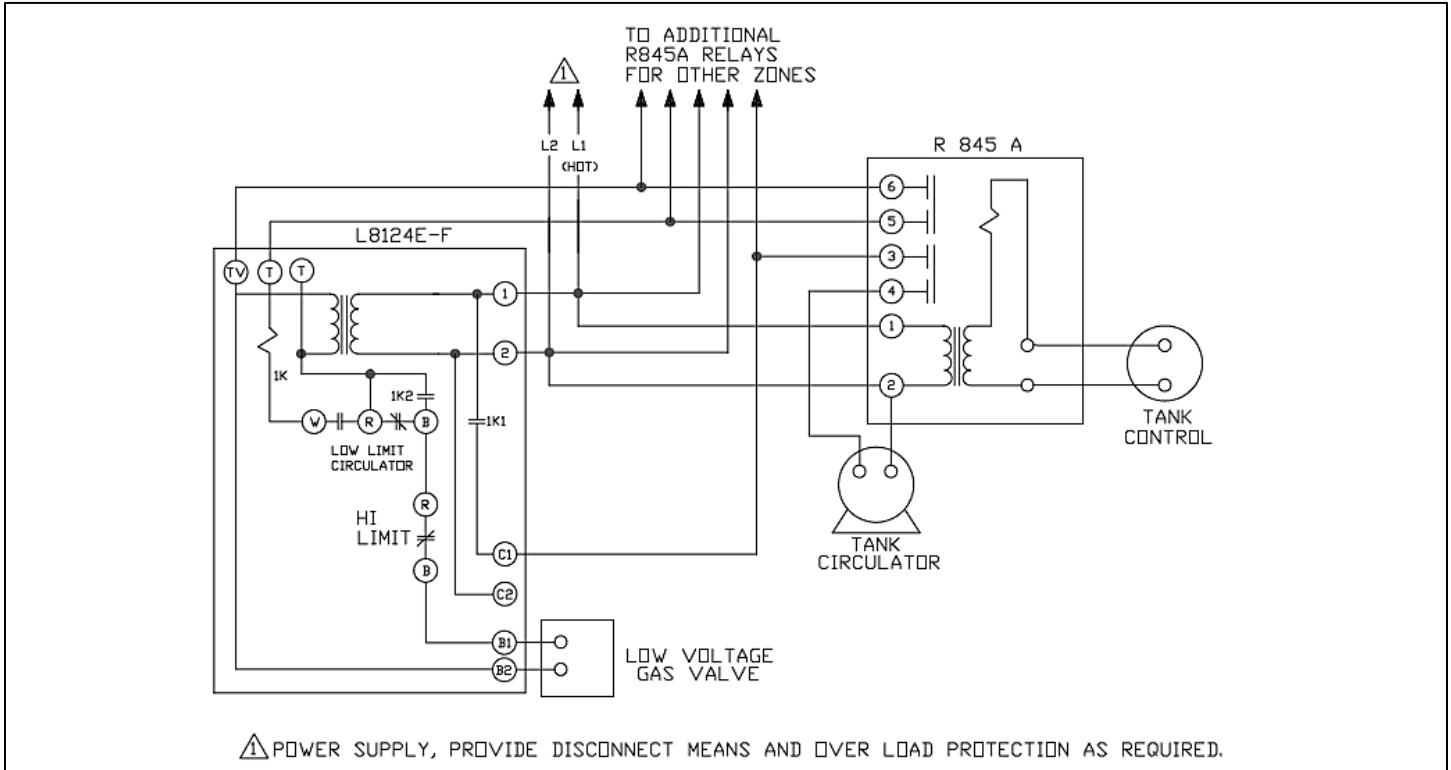 TO ADDITIONAL
R845A RELAYS
FOR OTHER ZONES
1
L2 L1
(HOT)
R 845 A
6
5
3
4
1
2
L8124E-F
TV T T
1
2
1K
1K2
1K1
W R B
LOW LIMIT
CIRCULATOR
R
HI
LIMIT
B
C1
C2
B1
B2
LOW VOLTAGE
GAS VALVE
TANK
CIRCULATOR
TANK
CONTROL
1 POWER SUPPLY, PROVIDE DISCONNECT MEANS AND OVER LOAD PROTECTION AS REQUIRED.